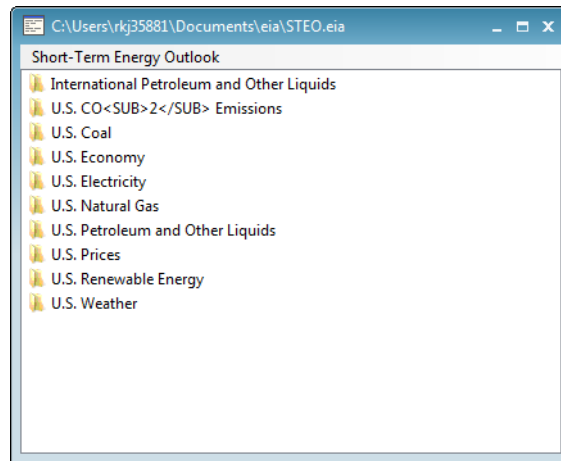 C:\Users\rkj35881\Documents\eia\STEO.eia
Short-Term Energy Outlook
International Petroleum and Other Liquids
U.S. CO<SUB>2</SUB> Emissions
U.S. Coal
U.S. Economy
U.S. Electricity
U.S. Natural Gas
U.S. Petroleum and Other Liquids
U.S. Prices
U.S. Renewable Energy
U.S. Weather